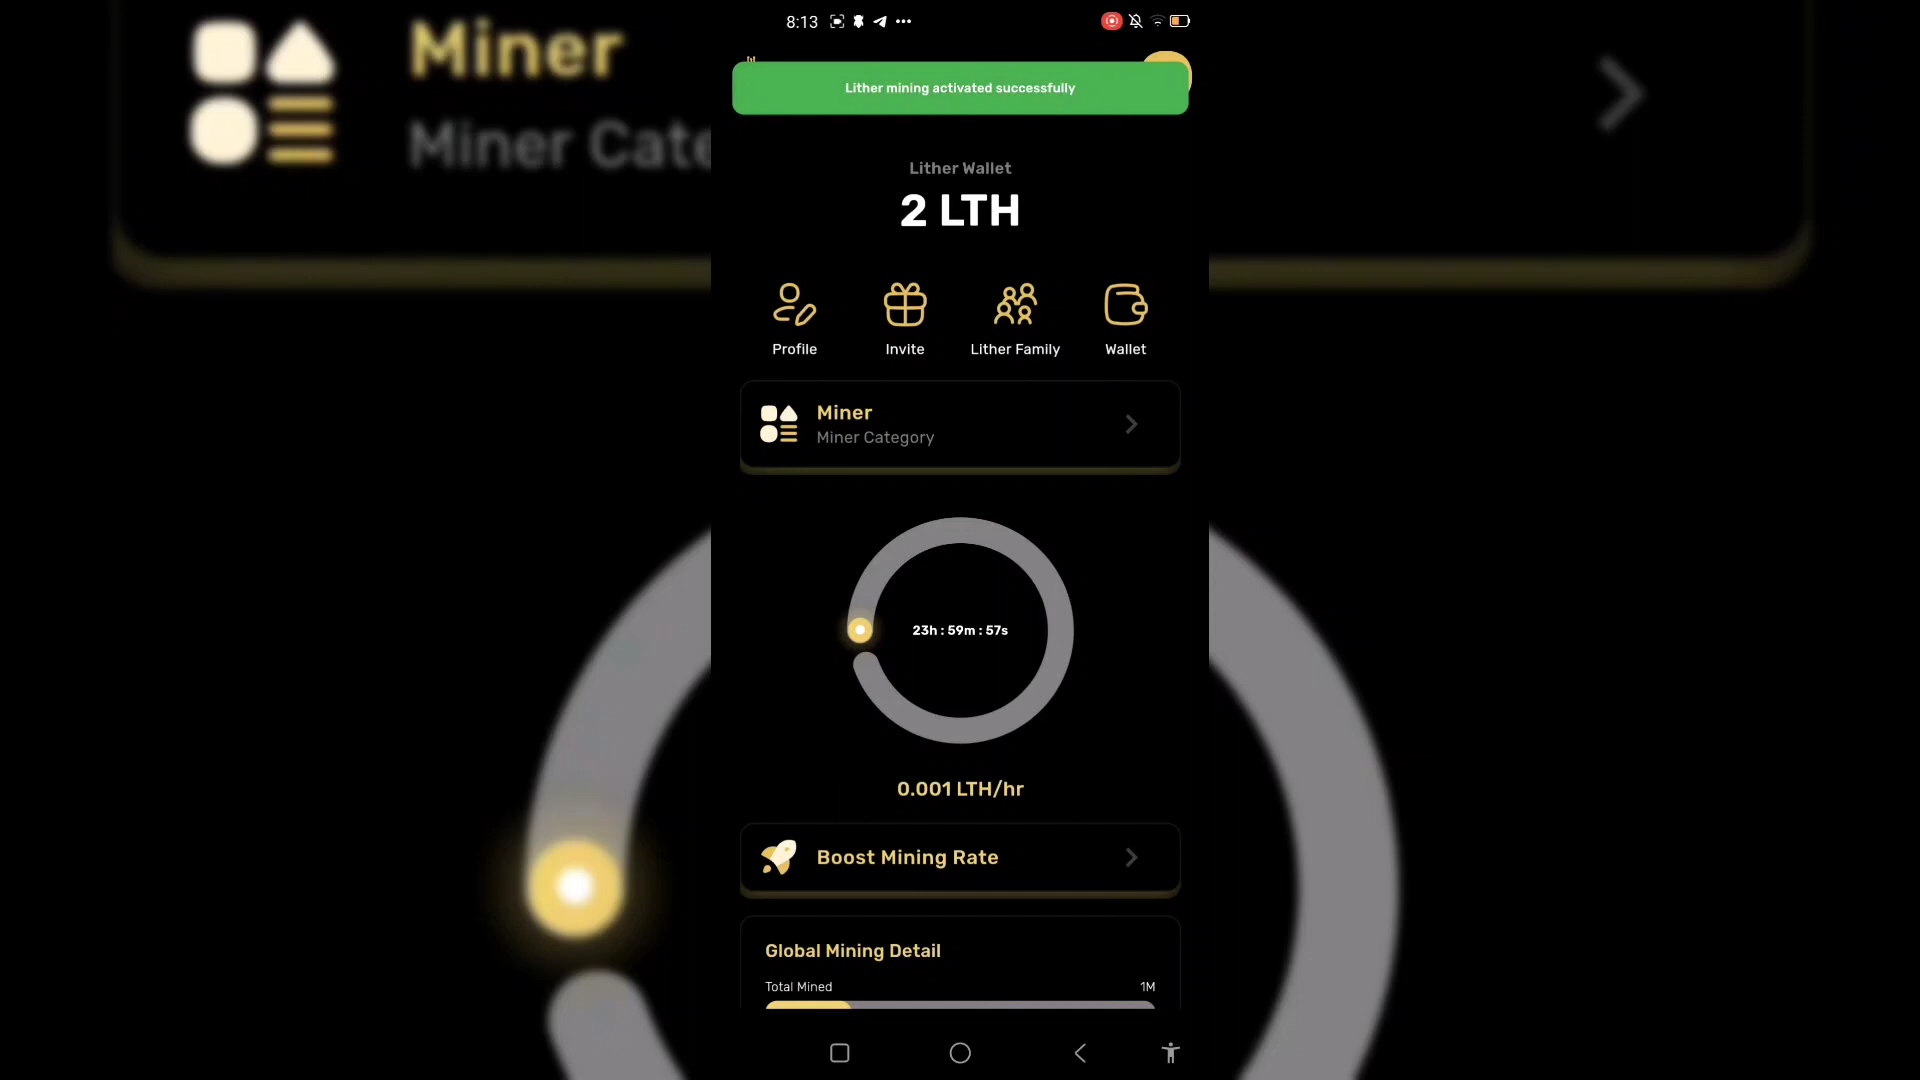 8:13
Miner
Miner Cate
Lither mining activated successfully
Lither Wallet
2 LTH
Profile
Invite
Lither Family
Wallet
Miner
Miner Category
23h : 59m : 57s
0.001 LTH/hr
Boost Mining Rate
Global Mining Detail
Total Mined
1M